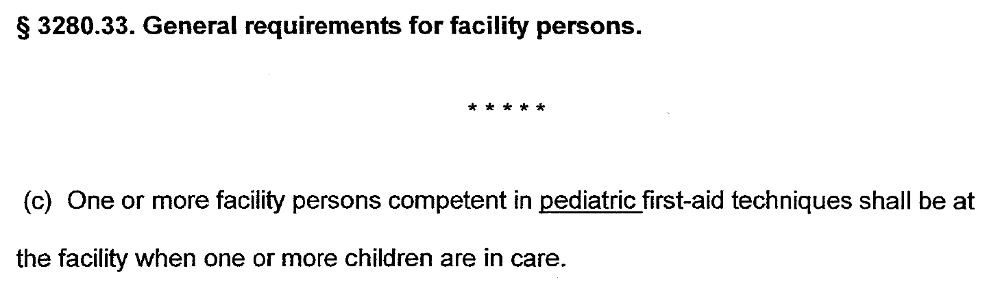 § 3280.33. General requirements for facility persons.
* * * * *
(c) One or more facility persons competent in pediatric first-aid techniques shall be at
the facility when one or more children are in care.